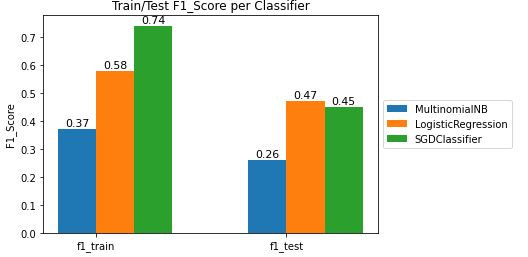 Train/Test F1_Score per Classifier
F1_Score
0.7
0.6
0.5
0.4
0.3
0.2
0.1
0.0
0.37
0.58
0.74
0.26
0.47
0.45
f1_train
f1_test
MultinomialNB
LogisticRegression
SGDClassifier